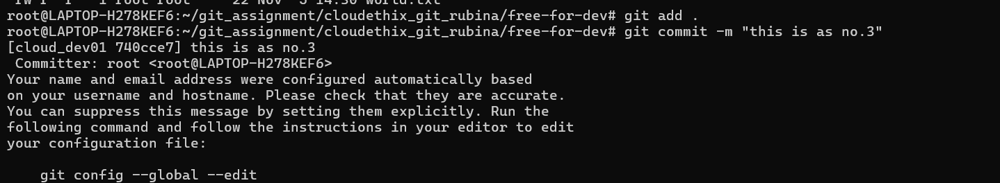 22 Nov 5 14:30 world.txt
root@LAPTOP-H278KEF6:~/git_assignment/cloudethix_git_rubina/free-for-dev# git add .
root@LAPTOP-H278KEF6:~/git_assignment/cloudethix_git_rubina/free-for-dev# git commit -m "this is as no.3"
[cloud_dev01 740cce7] this is as no.3
 Committer: root <root@LAPTOP-H278KEF6>
Your name and email address were configured automatically based
on your username and hostname. Please check that they are accurate.
You can suppress this message by setting them explicitly. Run the
following command and follow the instructions in your editor to edit
your configuration file:

    git config --global --edit